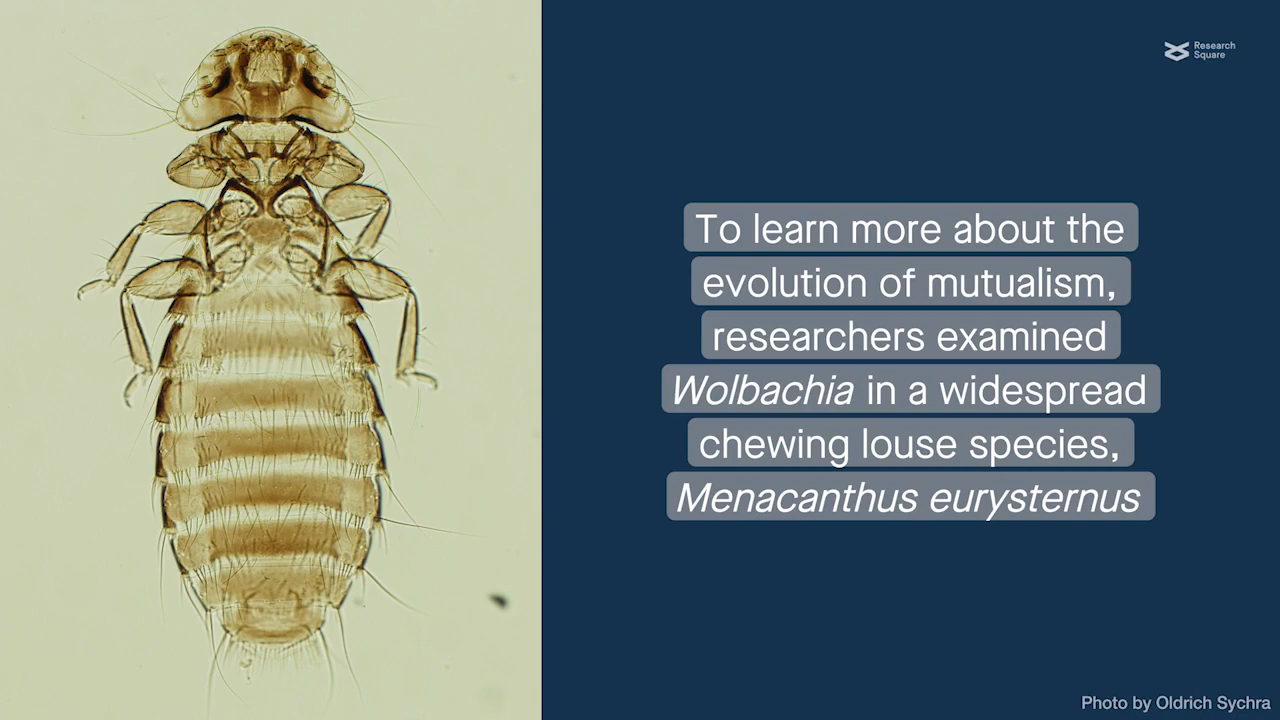 Research
Square
To learn more about the
evolution of mutualism,
researchers examined
Wolbachia in a widespread
chewing louse species,
Menacanthus eurysternus
Photo by Oldrich Sychra